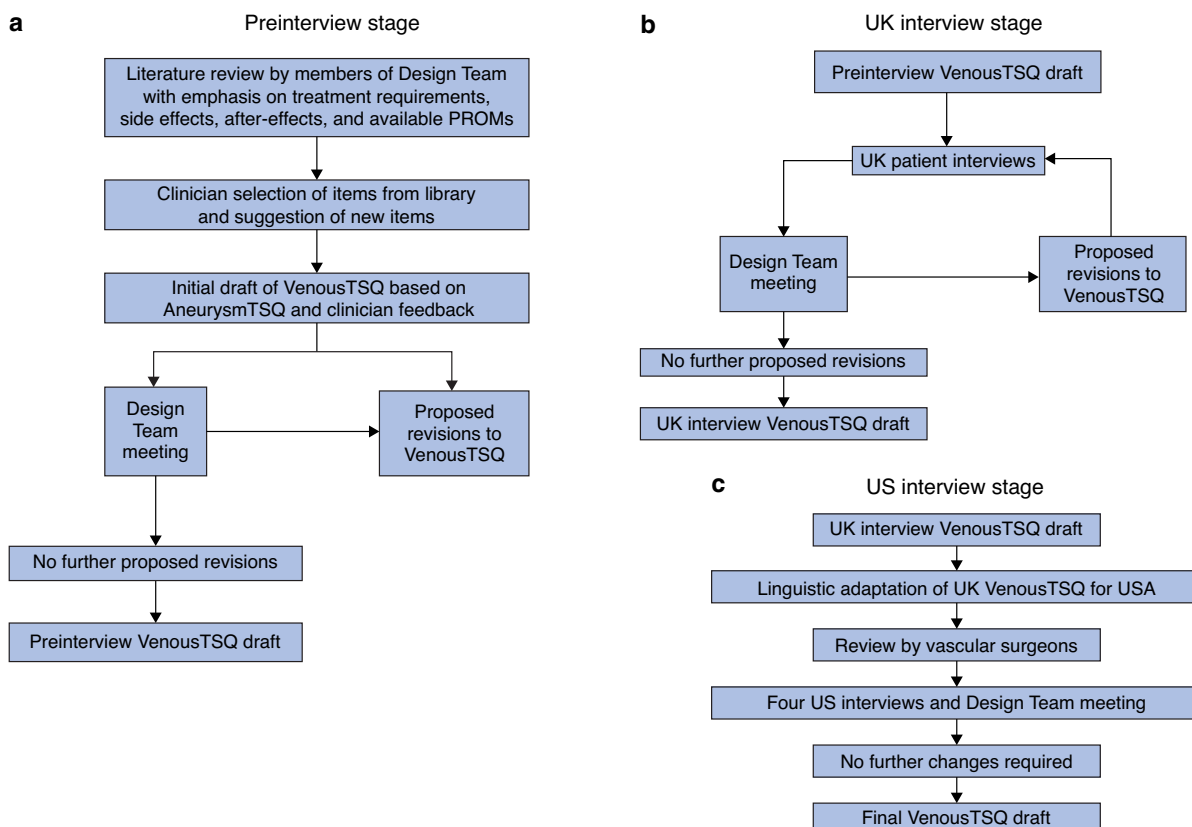 a
Preinterview stage
Literature review by members of Design Team
with emphasis on treatment requirements,
side effects, after-effects, and available PROMs
Clinician selection of items from library
and suggestion of new items
Initial draft of VenousTSQ based on
AneurysmTSQ and clinician feedback
Design
Team
meeting
Proposed
revisions to
VenousTSQ
No further proposed revisions
Preinterview VenousTSQ draft
b
UK interview stage
Preinterview VenousTSQ draft
UK patient interviews
Design Team
meeting
Proposed
revisions to
VenousTSQ
No further proposed revisions
UK interview VenousTSQ draft
c
US interview stage
UK interview VenousTSQ draft
Linguistic adaptation of UK VenousTSQ for USA
Review by vascular surgeons
Four US interviews and Design Team meeting
No further changes required
Final VenousTSQ draft